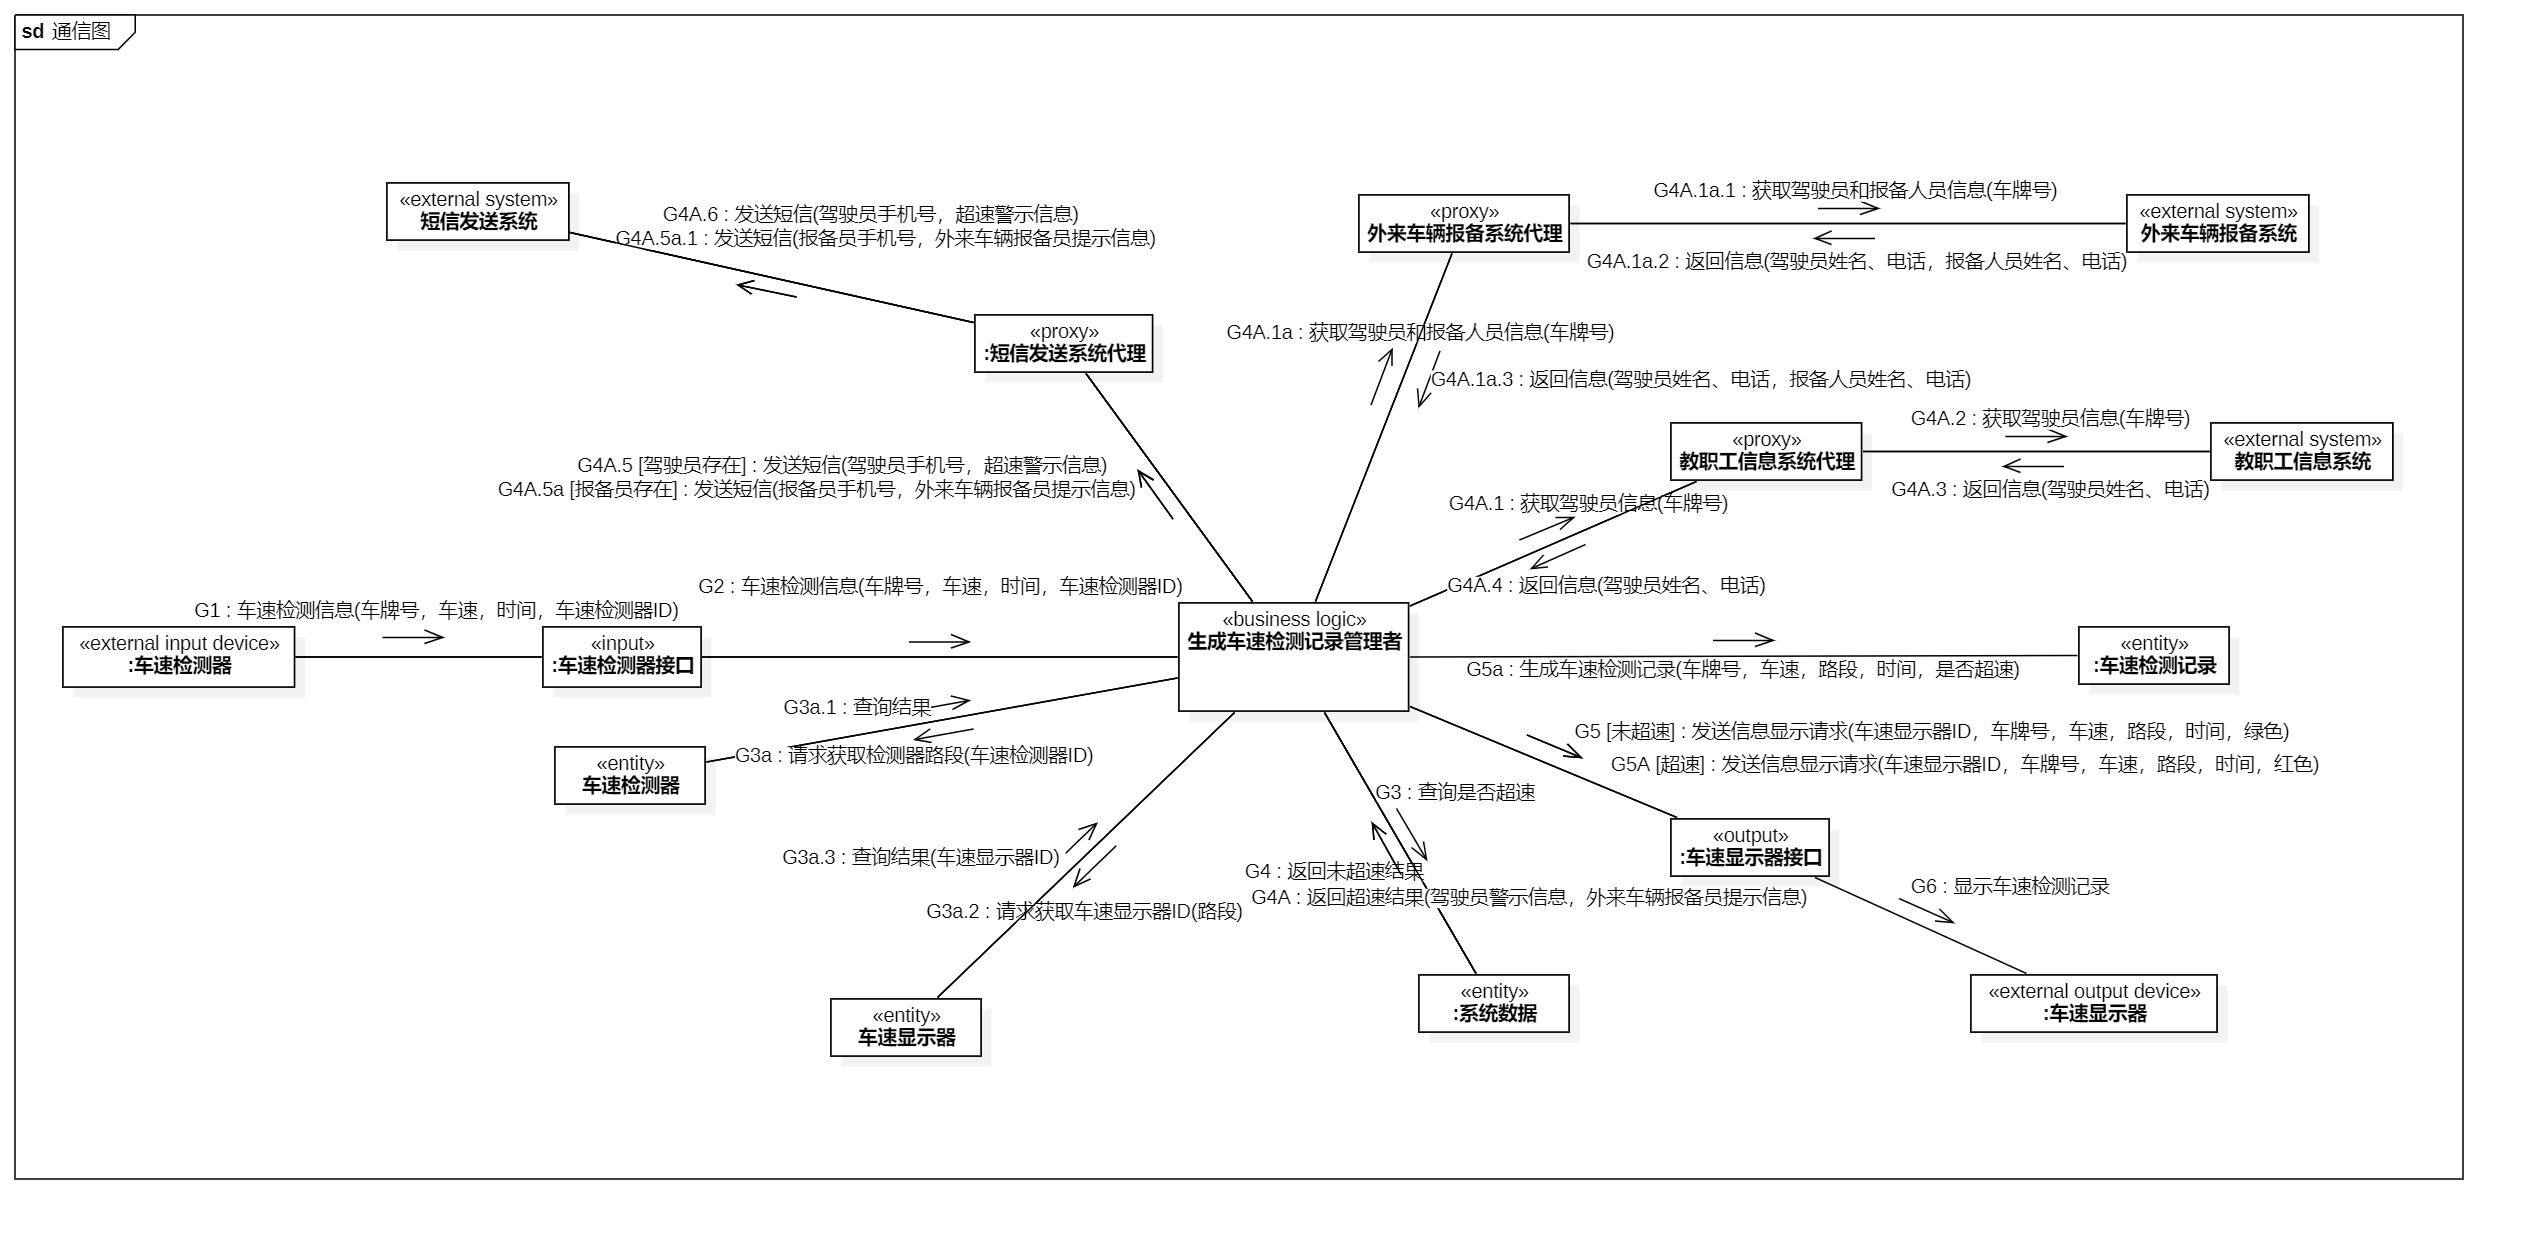 sd 通信图
«external system»
短信发送系统
G4A.6 : 发送短信(驾驶员手机号，超速警示信息)
G4A.5a.1 : 发送短信(报备员手机号，外来车辆报备员提示信息)
«proxy»
外来车辆报备系统代理
G4A.1a.1 : 获取驾驶员和报备人员信息(车牌号)
G4A.1a.2 : 返回信息(驾驶员姓名、电话，报备人员姓名、电话)
«external system»
外来车辆报备系统
«proxy»
:短信发送系统代理
G4A.1a : 获取驾驶员和报备人员信息(车牌号)
G4A.1a.3 : 返回信息(驾驶员姓名、电话，报备人员姓名、电话)
«proxy»
教职工信息系统代理
G4A.2 : 获取驾驶员信息(车牌号)
G4A.3 : 返回信息(驾驶员姓名、电话)
«external system»
教职工信息系统
G4A.5 [驾驶员存在] : 发送短信(驾驶员手机号，超速警示信息)
G4A.5a [报备员存在] : 发送短信(报备员手机号，外来车辆报备员提示信息)
G4A.1 : 获取驾驶员信息(车牌号)
G4A.4 : 返回信息(驾驶员姓名、电话)
G1 : 车速检测信息(车牌号，车速，时间，车速检测器ID)
G2 : 车速检测信息(车牌号，车速，时间，车速检测器ID)
«external input device»
:车速检测器
«input»
:车速检测器接口
«business logic»
生成车速检测记录管理者
«entity»
:车速检测记录
G5a : 生成车速检测记录(车牌号，车速，路段，时间，是否超速)
G3a.1 : 查询结果
G3a : 请求获取检测器路段(车速检测器ID)
«entity»
车速检测器
G5 [未超速] : 发送信息显示请求(车速显示器ID，车牌号，车速，路段，时间，绿色)
G5A [超速] : 发送信息显示请求(车速显示器ID，车牌号，车速，路段，时间，红色)
G3 : 查询是否超速
«output»
:车速显示器接口
G3a.3 : 查询结果(车速显示器ID)
G4 : 返回未超速结果
G4A : 返回超速结果(驾驶员警示信息，外来车辆报备员提示信息)
G6 : 显示车速检测记录
G3a.2 : 请求获取车速显示器ID(路段)
«entity»
车速显示器
«entity»
:系统数据
«external output device»
:车速显示器